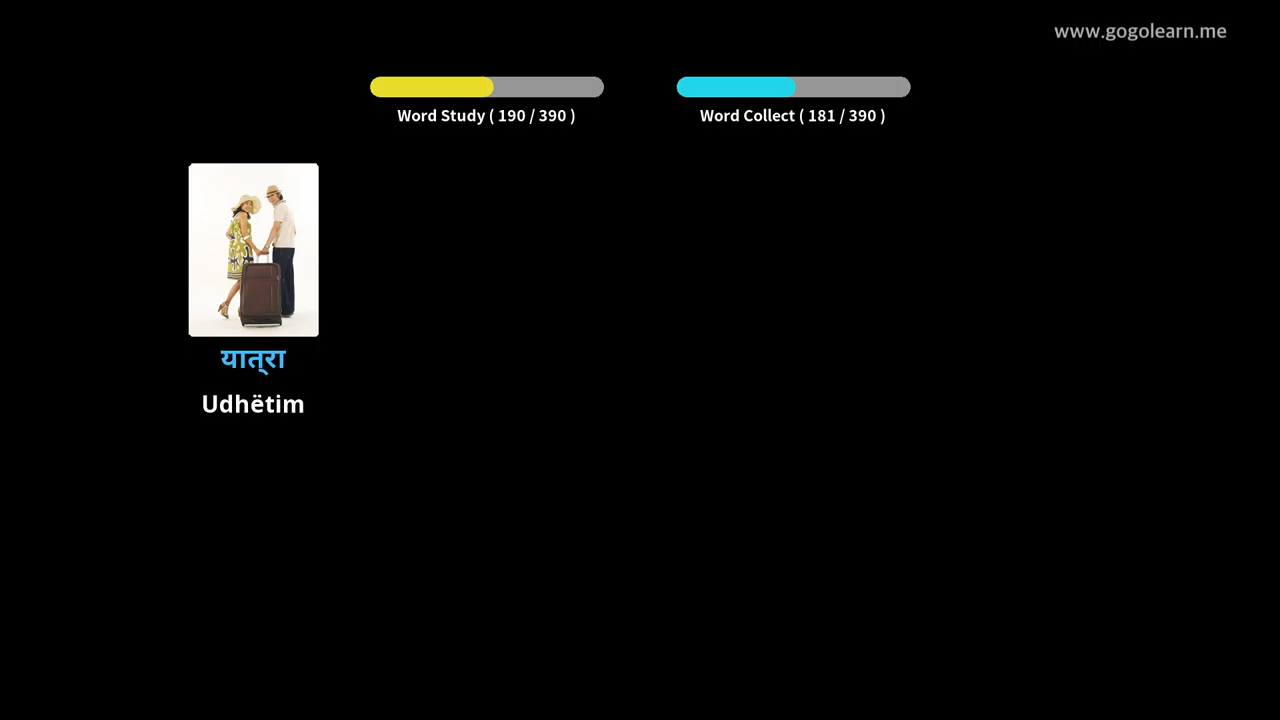 www.gogolearn.me
Word Study ( 190 / 390 )
Word Collect ( 181 / 390 )
यात्रा
Udhëtim